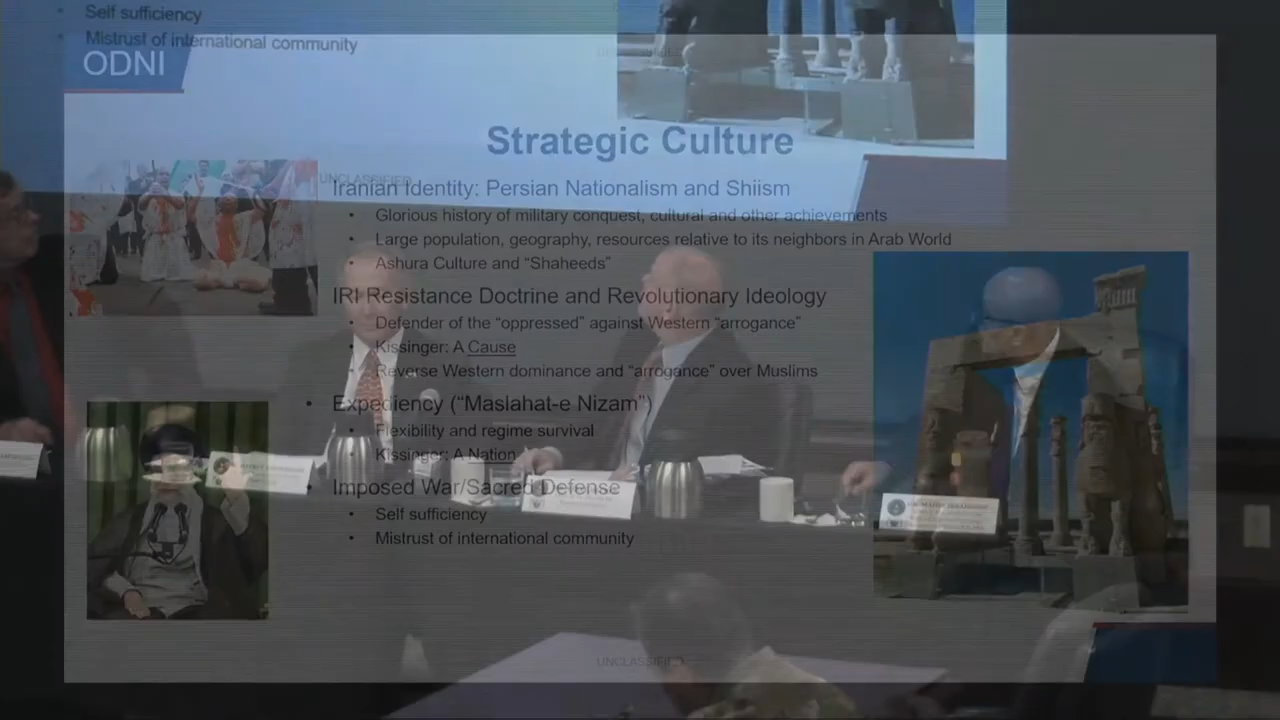 Self sufficiency
Mistrust of international community
ODNI
UNCLASSIFIED
Strategic Culture
UNCLASSIFIED
Iranian Identity: Persian Nationalism and Shiism
• Glorious history of military conquest, cultural and other achievements
• Large population, geography, resources relative to its neighbors in Arab World
• Ashura Culture and “Shaheeds”
IRI Resistance Doctrine and Revolutionary Ideology
• Defender of the “oppressed” against Western “arrogance”
• Kissinger: A Cause
• Reverse Western dominance and “arrogance” over Muslims
• Expediency (“Maslahat-e Nizam”)
• Flexibility and regime survival
• Kissinger: A Nation
• Imposed War/Sacred Defense
• Self sufficiency
• Mistrust of international community
UNCLASSIFIED